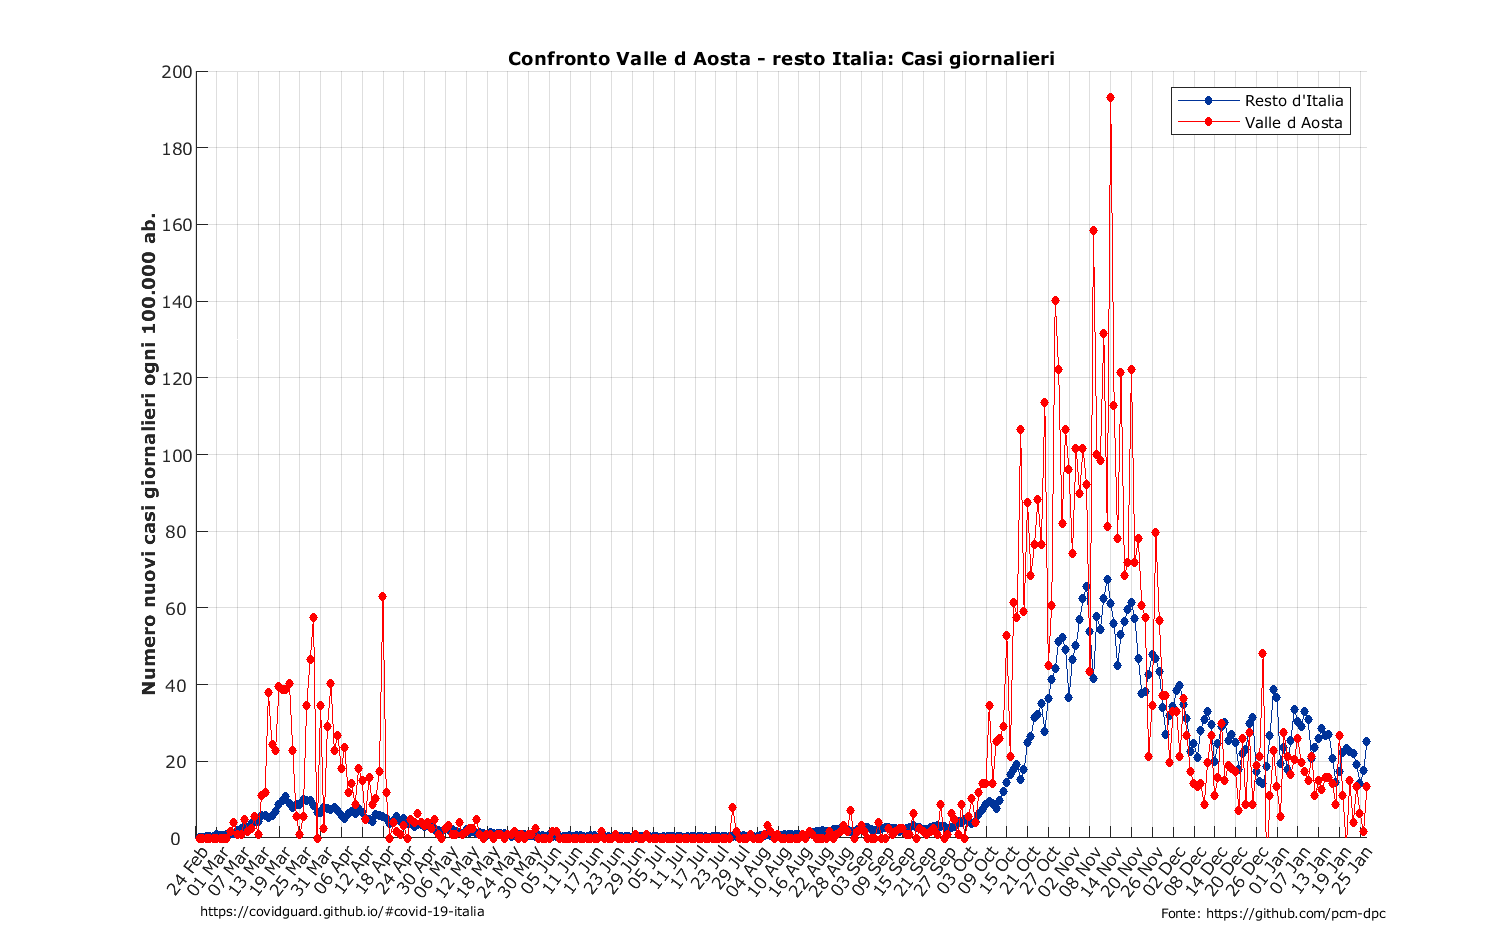 Confronto Valle d Aosta - resto Italia: Casi giornalieri
Resto d'Italia
Valle d Aosta
Numero nuovi casi giornalieri ogni 100.000 ab.
200
180
160
140
120
100
80
60
40
20
0
24 Feb
01 Mar
07 Mar
13 Mar
19 Mar
25 Mar
31 Mar
06 Apr
12 Apr
18 Apr
24 Apr
30 Apr
06 May
12 May
18 May
24 May
30 May
05 Jun
11 Jun
17 Jun
23 Jun
29 Jun
05 Jul
11 Jul
17 Jul
23 Jul
29 Jul
04 Aug
10 Aug
16 Aug
22 Aug
28 Aug
03 Sep
09 Sep
15 Sep
21 Sep
27 Sep
03 Oct
09 Oct
15 Oct
21 Oct
27 Oct
02 Nov
08 Nov
14 Nov
20 Nov
26 Nov
02 Dec
08 Dec
14 Dec
20 Dec
26 Dec
01 Jan
07 Jan
13 Jan
19 Jan
25 Jan
https://covidguard.github.io/#covid-19-italia
Fonte: https://github.com/pcm-dpc